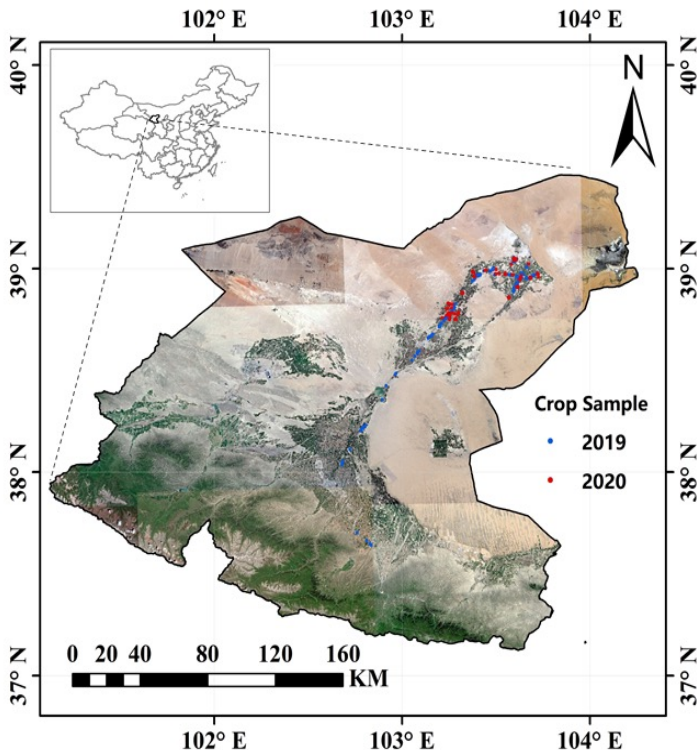 102° E 103° E 104° E
40° N 40° N
N
39° N 39° N
Crop Sample
2019
2020
38° N 38° N
0 20 40 80 120 160
KM
37° N 37° N
102° E 103° E 104° E